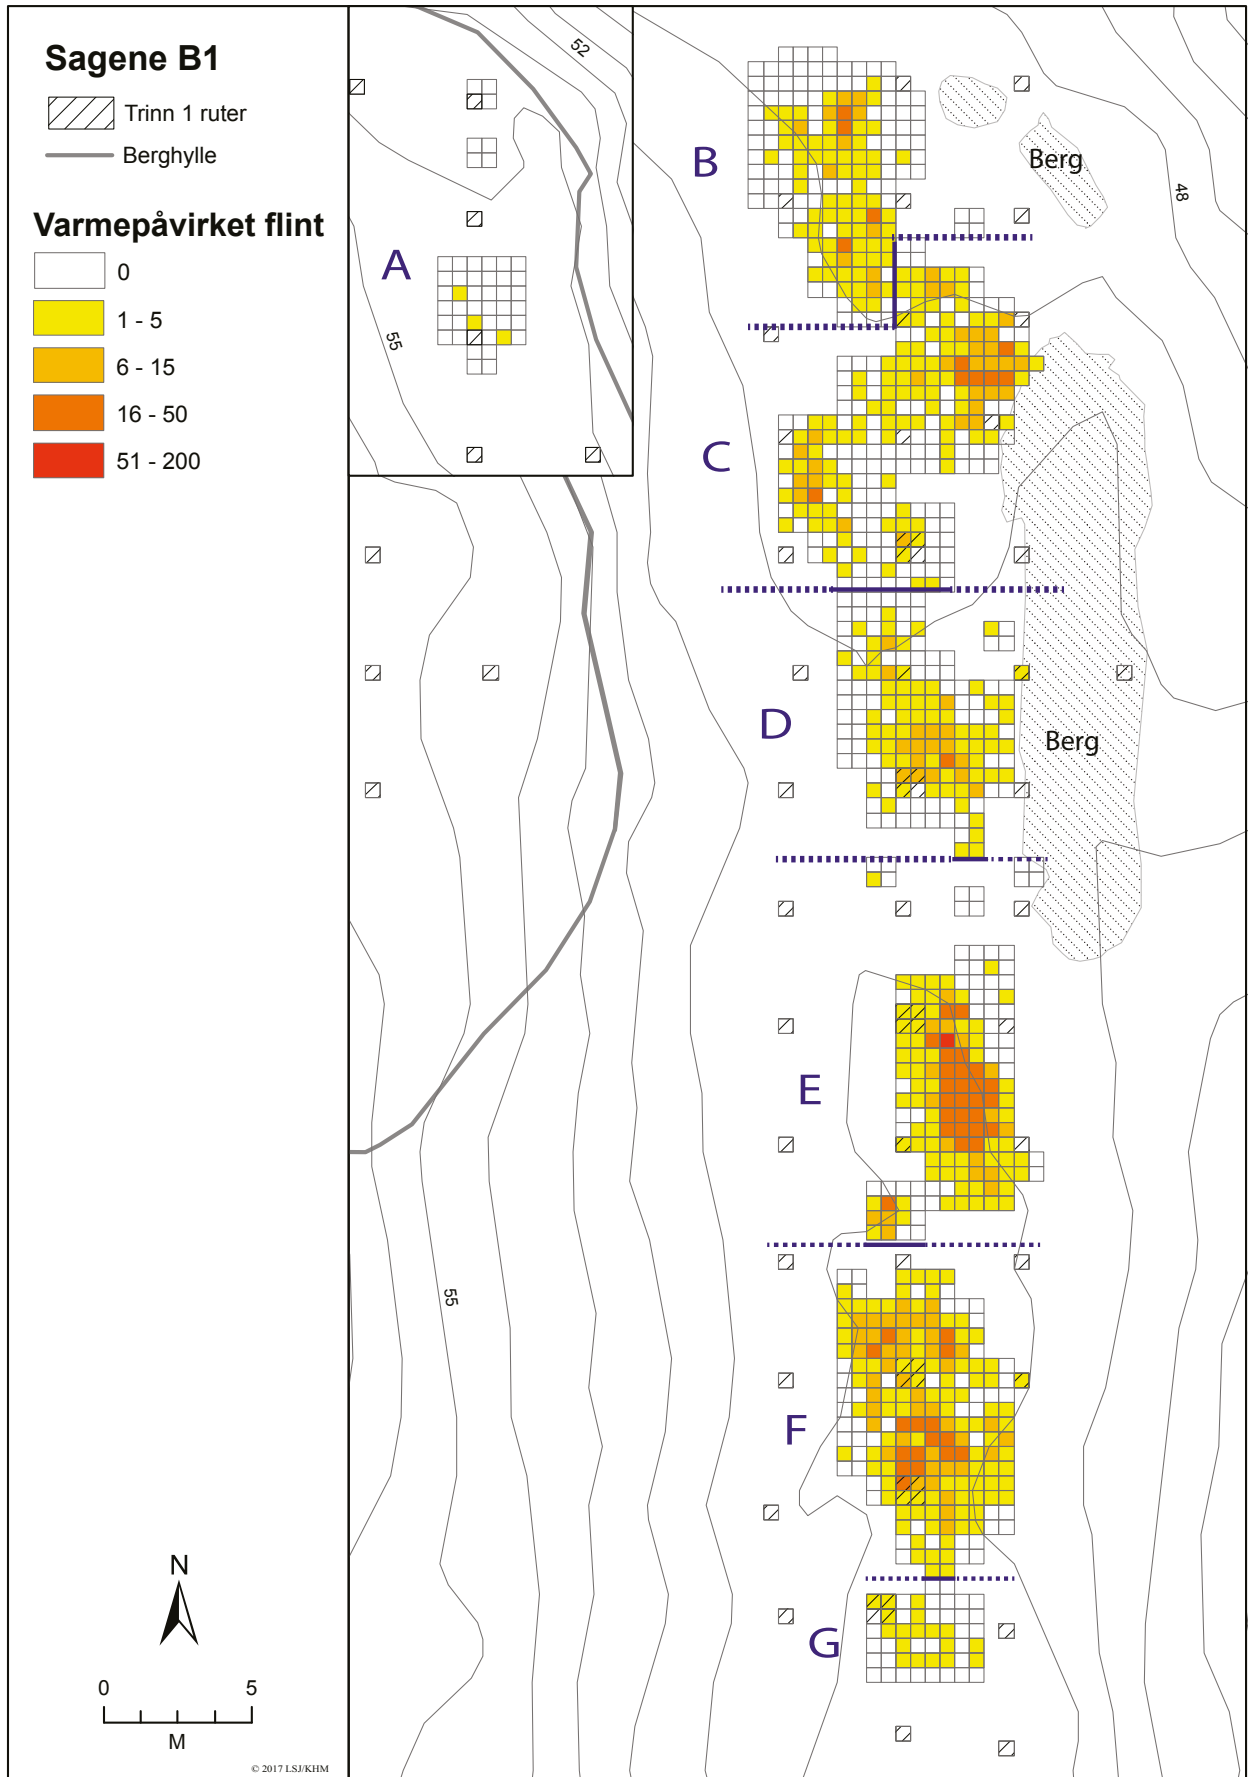 Sagene B1
Trinn 1 ruter
Berghylle
Varmepåvirket flint
0
1 - 5
6 - 15
16 - 50
51 - 200
52
A
55
B
Berg
48
C
D
Berg
E
55
F
G
N
0 5
M
© 2017 LSJ/KHM